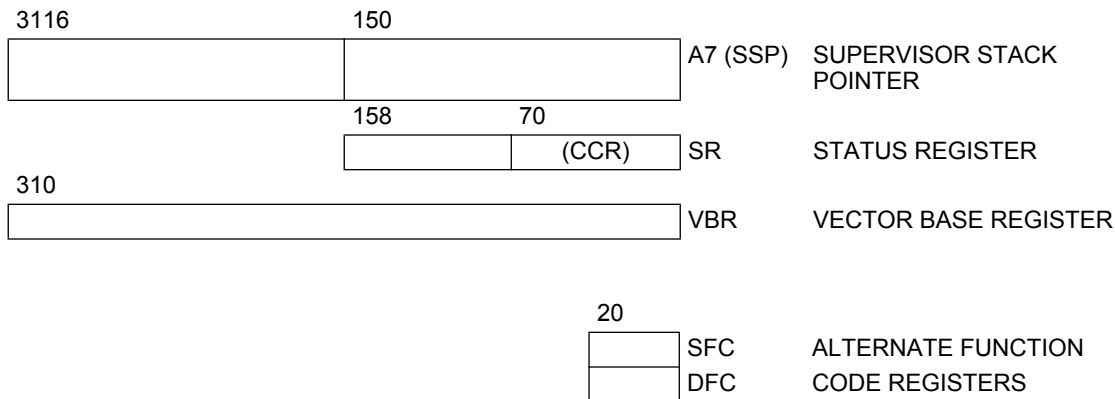 3116 150
A7 (SSP) SUPERVISOR STACK
POINTER
158 70
(CCR) SR STATUS REGISTER
310
VBR VECTOR BASE REGISTER
20
SFC ALTERNATE FUNCTION
DFC CODE REGISTERS